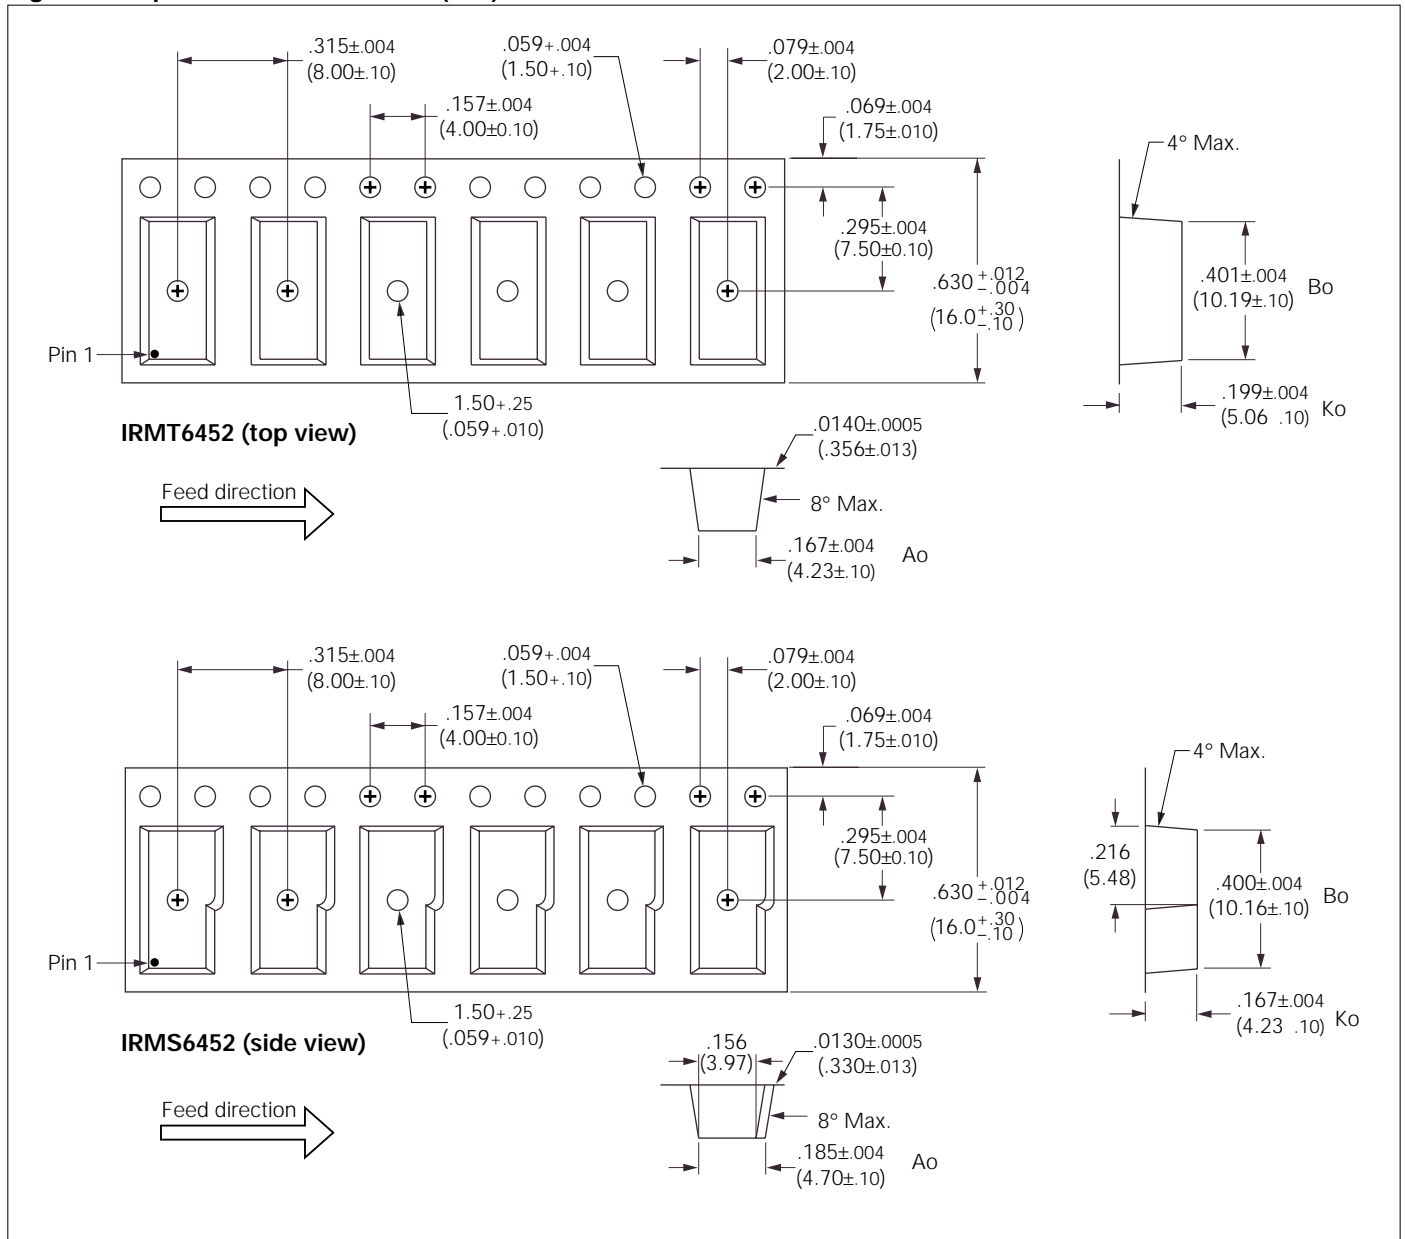 .315±.004
(8.00±.10)
.059+.004
(1.50+.10)
.079±.004
(2.00±.10)
.157±.004
(4.00±0.10)
.069±.004
(1.75±.010)
4° Max.
.295±.004
(7.50±0.10)
.630 +.012 −.004
(16.0 +.30 −.10)
.401±.004
(10.19±.10) Bo
Pin 1
1.50+.25
(.059+.010)
.199±.004
(5.06 .10) Ko
IRMT6452 (top view)
.0140±.0005
(.356±.013)
Feed direction
8° Max.
.167±.004
(4.23±.10) Ao
.315±.004
(8.00±.10)
.059+.004
(1.50+.10)
.079±.004
(2.00±.10)
.157±.004
(4.00±0.10)
.069±.004
(1.75±.010)
4° Max.
.295±.004
(7.50±0.10)
.630 +.012 −.004
(16.0 +.30 −.10)
.216
(5.48)
.400±.004
(10.16±.10) Bo
Pin 1
1.50+.25
(.059+.010)
.167±.004
(4.23 .10) Ko
IRMS6452 (side view)
.156
(3.97)
.0130±.0005
(.330±.013)
Feed direction
8° Max.
.185±.004
(4.70±.10) Ao